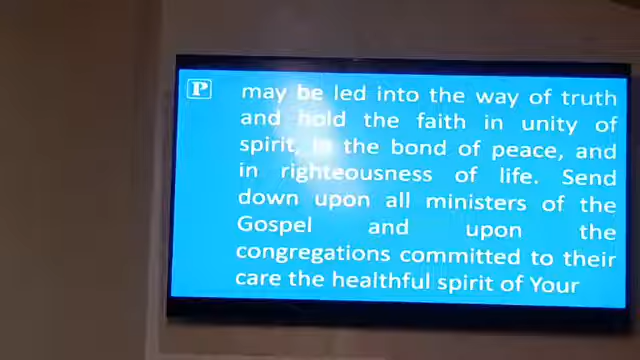 P may be led into the way of truth
and hold the faith in unity of
spirit, in the bond of peace, and
in righteousness of life. Send
down upon all ministers of the
Gospel and upon the
congregations committed to their
care the healthful spirit of Your